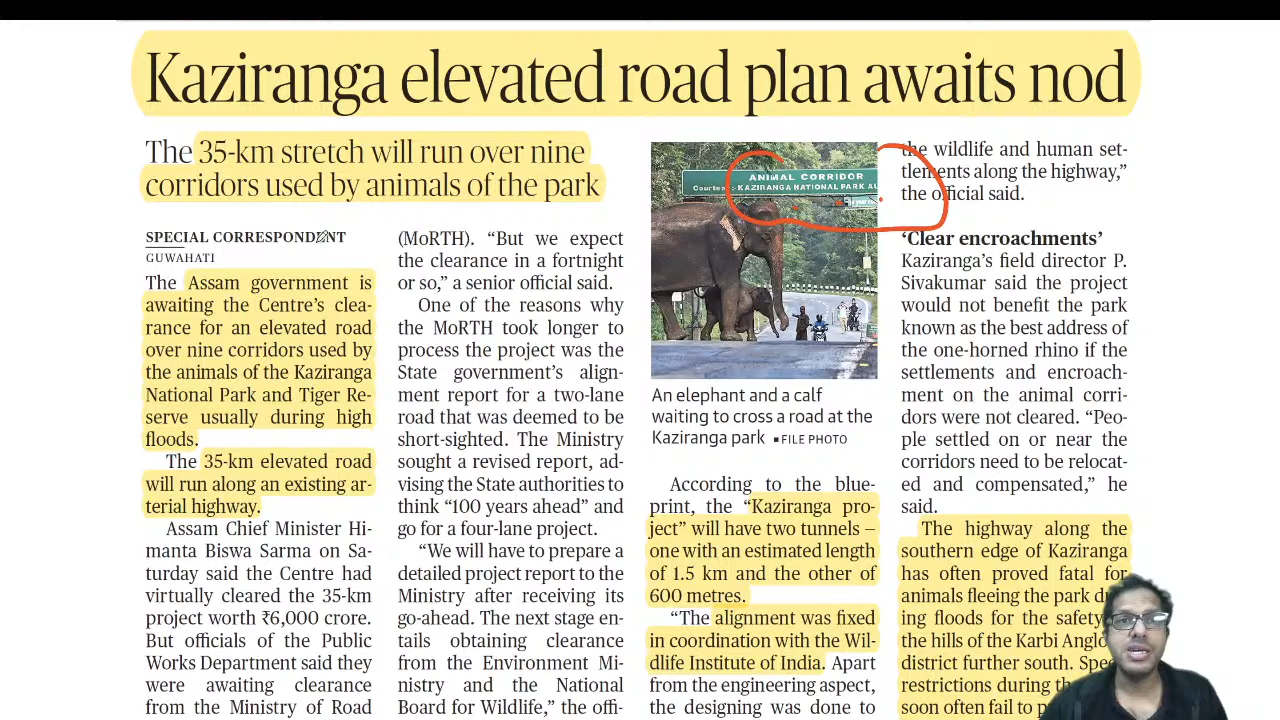 Kaziranga elevated road plan awaits nod
The 35-km stretch will run over nine
corridors used by animals of the park
SPECIAL CORRESPONDENT
GUWAHATI
The Assam government is
awaiting the Centre's clea-
rance for an elevated road
over nine corridors used by
the animals of the Kaziranga
National Park and Tiger Re-
serve usually during high
floods.
The 35-km elevated road
will run along an existing ar-
terial highway.
Assam Chief Minister Hi-
manta Biswa Sarma on Sa-
turday said the Centre had
virtually cleared the 35-km
project worth ₹6,000 crore.
But officials of the Public
Works Department said they
were awaiting clearance
from the Ministry of Road
(MoRTH). “But we expect
the clearance in a fortnight
or so,” a senior official said.
One of the reasons why
the MoRTH took longer to
process the project was the
State government's align-
ment report for a two-lane
road that was deemed to be
short-sighted. The Ministry
sought a revised report, ad-
vising the State authorities to
think “100 years ahead” and
go for a four-lane project.
“We will have to prepare a
detailed project report to the
Ministry after receiving its
go-ahead. The next stage en-
tails obtaining clearance
from the Environment Mi-
nistry and the National
Board for Wildlife,” the offi-
ANIMAL CORRIDOR
KAZIRANGA NATIONAL PARK AU
An elephant and a calf
waiting to cross a road at the
Kaziranga park ▪FILE PHOTO
According to the blue-
print, the “Kaziranga pro-
ject” will have two tunnels –
one with an estimated length
of 1.5 km and the other of
600 metres.
“The alignment was fixed
in coordination with the Wil-
dlife Institute of India. Apart
from the engineering aspect,
the designing was done to
the wildlife and human set-
tlements along the highway,”
the official said.
‘Clear encroachments’
Kaziranga's field director P.
Sivakumar said the project
would not benefit the park
known as the best address of
the one-horned rhino if the
settlements and encroach-
ment on the animal corri-
dors were not cleared. “Peo-
ple settled on or near the
corridors need to be relocat-
ed and compensated,” he
said.
The highway along the
southern edge of Kaziranga
has often proved fatal for
animals fleeing the park
ing floods for the safety
the hills of the Karbi
district further south.
restrictions during
soon often fail to